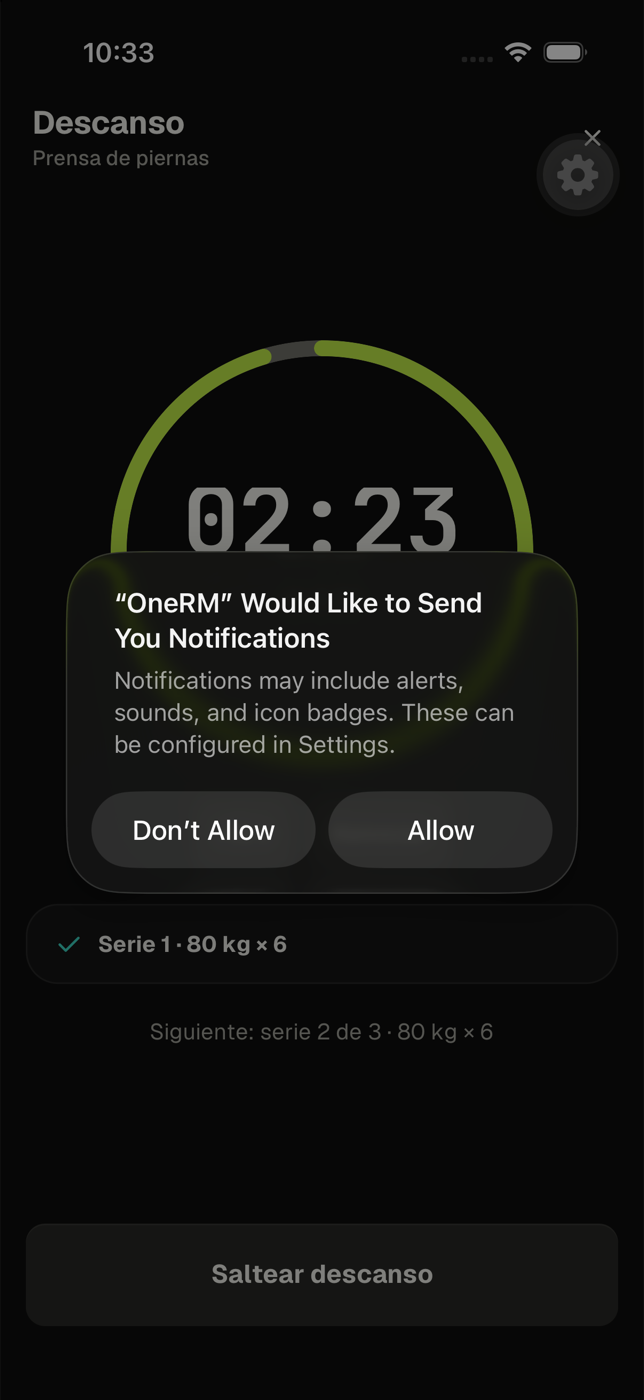 10:33
Descanso
Prensa de piernas
02:23
“OneRM” Would Like to Send
You Notifications
Notifications may include alerts,
sounds, and icon badges. These can
be configured in Settings.
Don’t Allow
Allow
Serie 1 · 80 kg × 6
Siguiente: serie 2 de 3 · 80 kg × 6
Saltear descanso